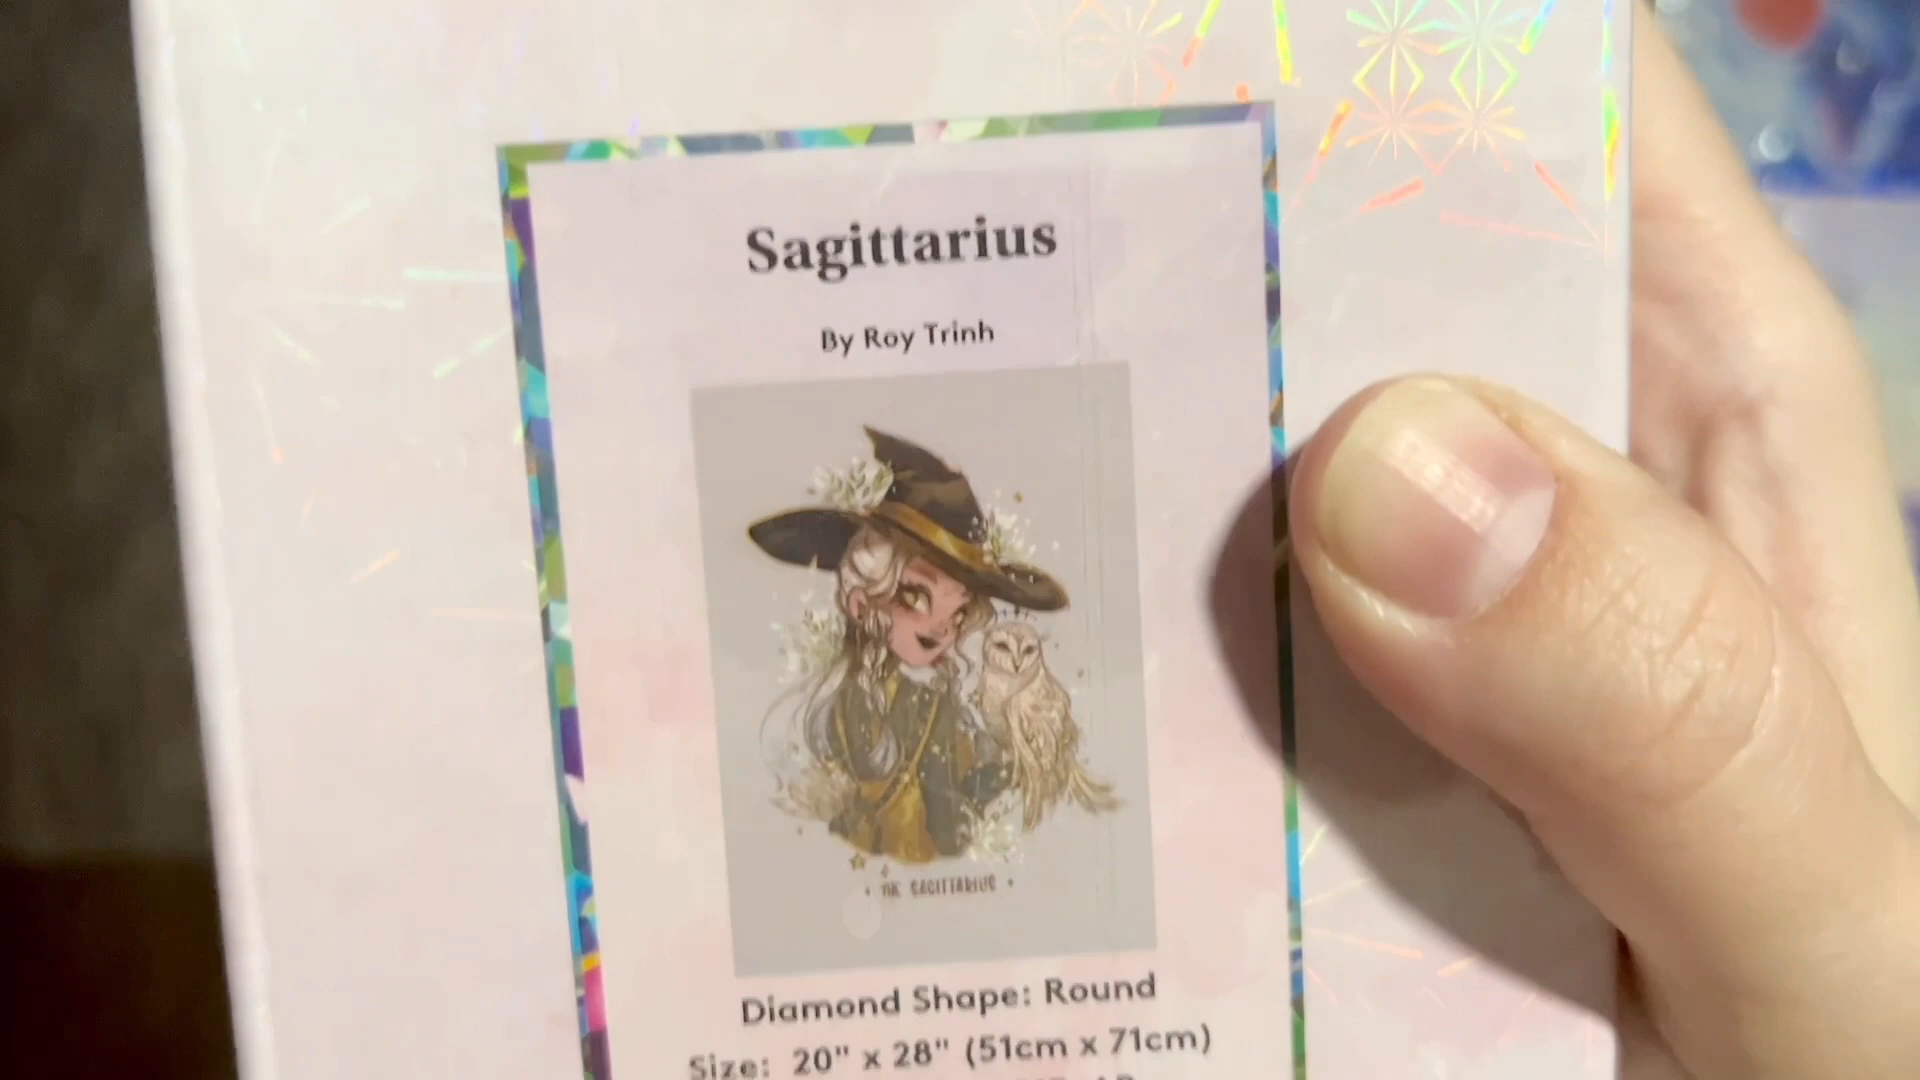 Sagittarius
By Roy Trinh
• THE SAGITTARIUS •
Diamond Shape: Round
Size: 20" x 28" (51cm x 71cm)